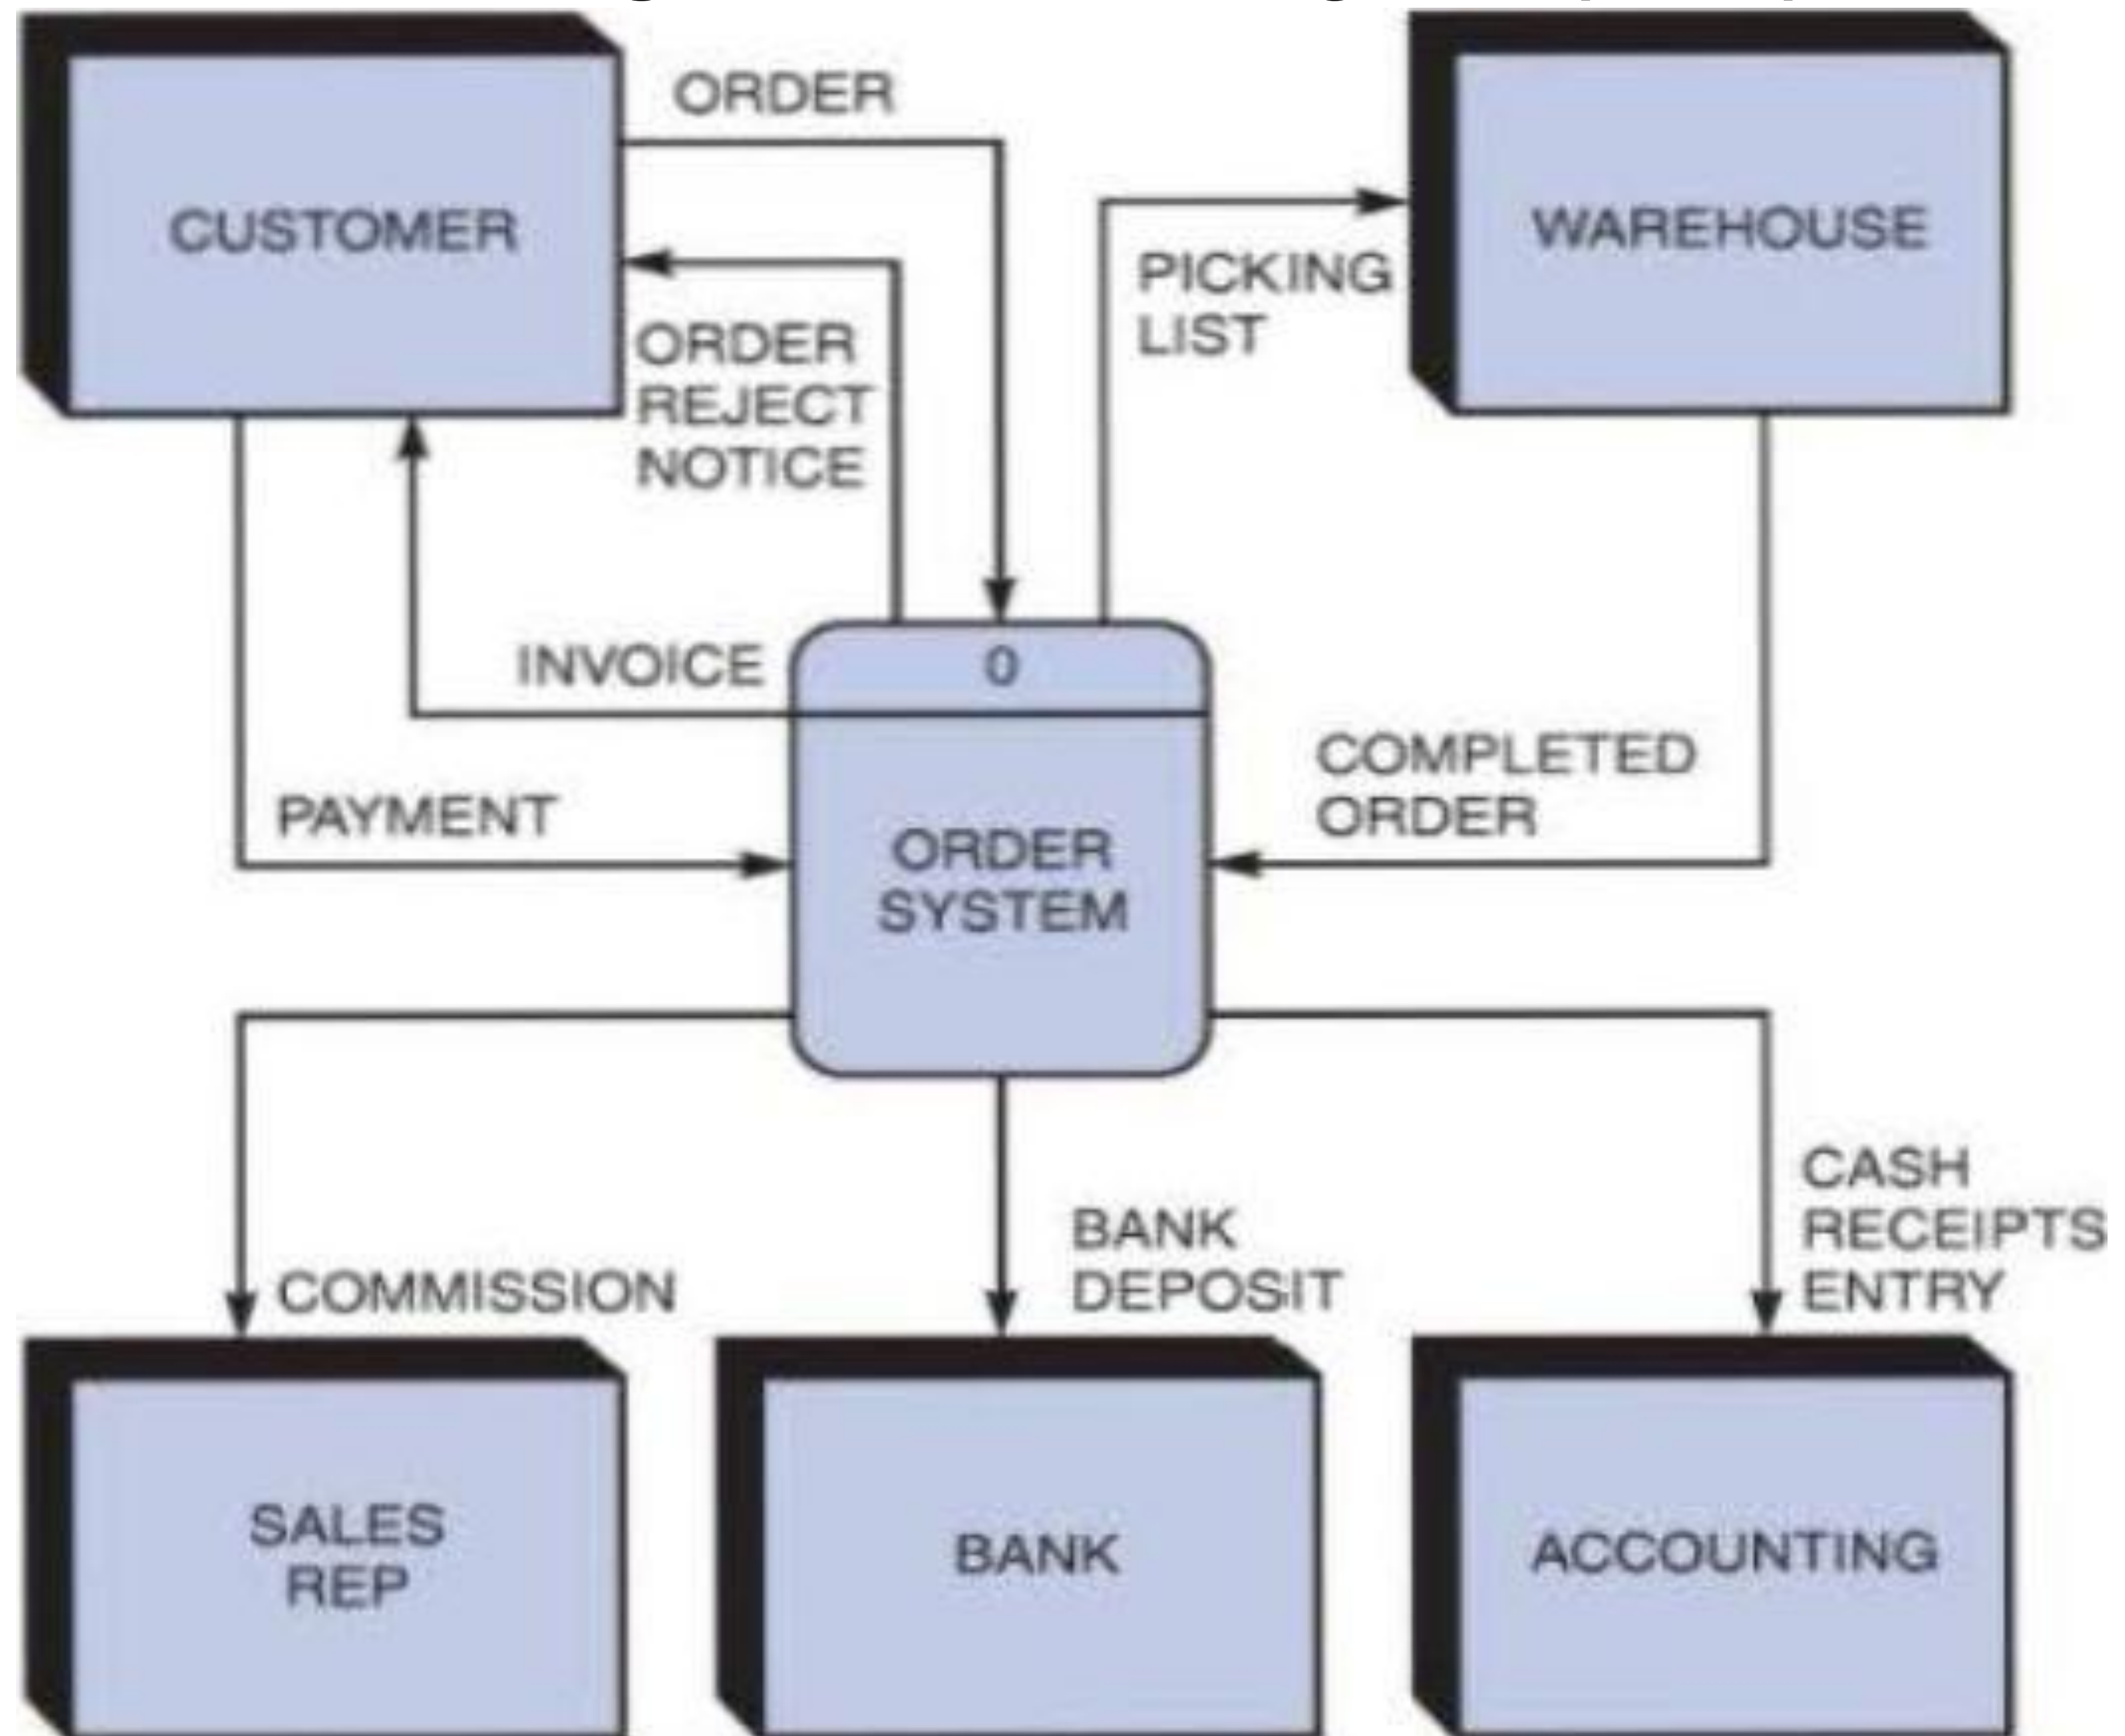 ORDER
CUSTOMER
WAREHOUSE
PICKING
LIST
ORDER
REJECT
NOTICE
INVOICE
0
COMPLETED
ORDER
PAYMENT
ORDER
SYSTEM
CASH
RECEIPTS
ENTRY
BANK
DEPOSIT
COMMISSION
SALES
REP
BANK
ACCOUNTING